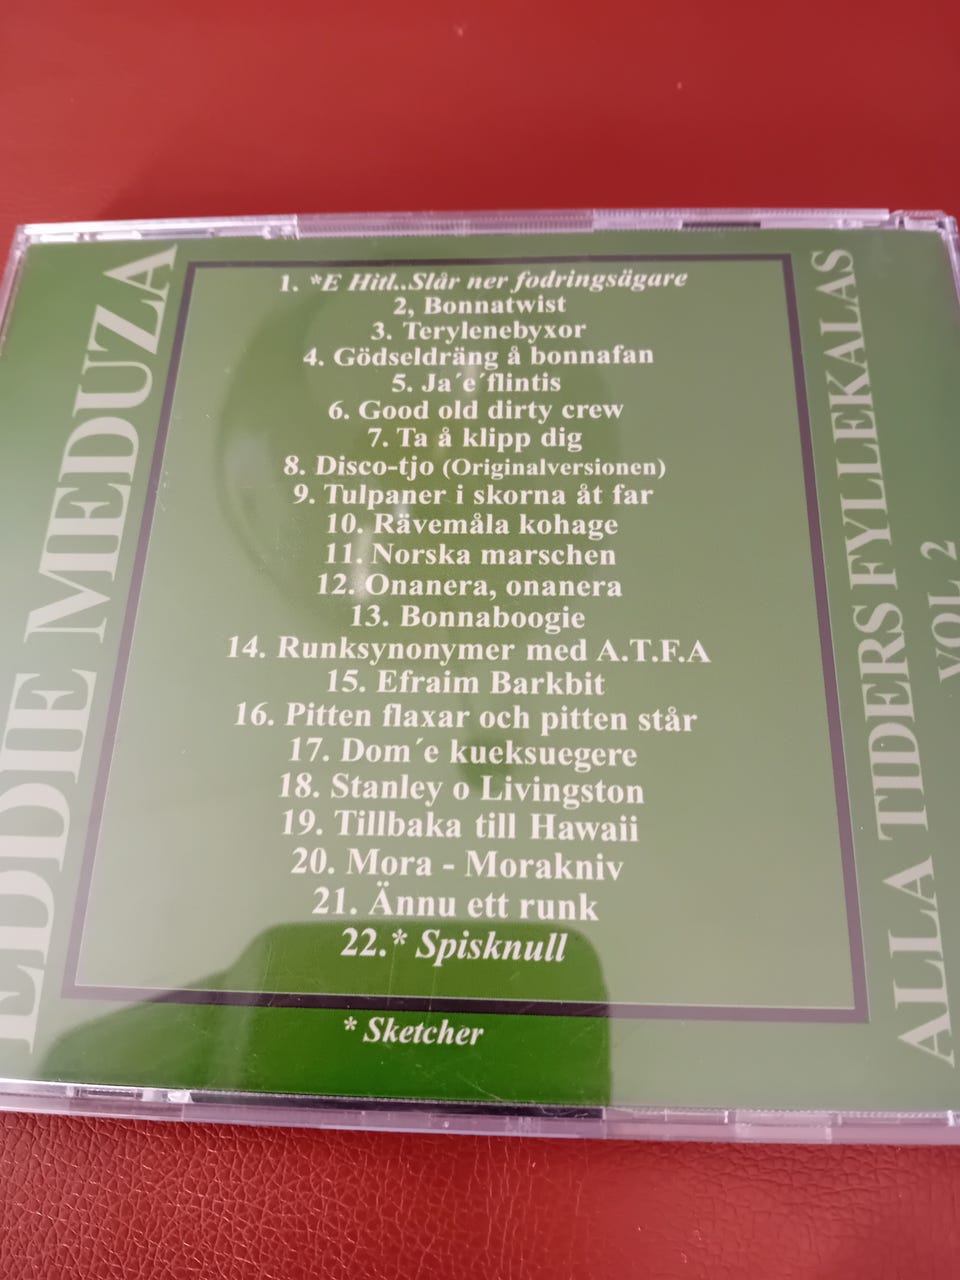 EDDIE MEDUZA
1. *E Hitl..Slår ner fodringsägare
2, Bonnatwist
3. Terylenebyxor
4. Gödseldräng å bonnafan
5. Ja´e´flintis
6. Good old dirty crew
7. Ta å klipp dig
8. Disco-tjo (Originalversionen)
9. Tulpaner i skorna åt far
10. Rävemåla kohage
11. Norska marschen
12. Onanera, onanera
13. Bonnaboogie
14. Runksynonymer med A.T.F.A
15. Efraim Barkbit
16. Pitten flaxar och pitten står
17. Dom´e kueksuegere
18. Stanley o Livingston
19. Tillbaka till Hawaii
20. Mora - Morakniv
21. Ännu ett runk
22.* Spisknull
* Sketcher
ALLA TIDERS FYLLEKALAS
VOL 2